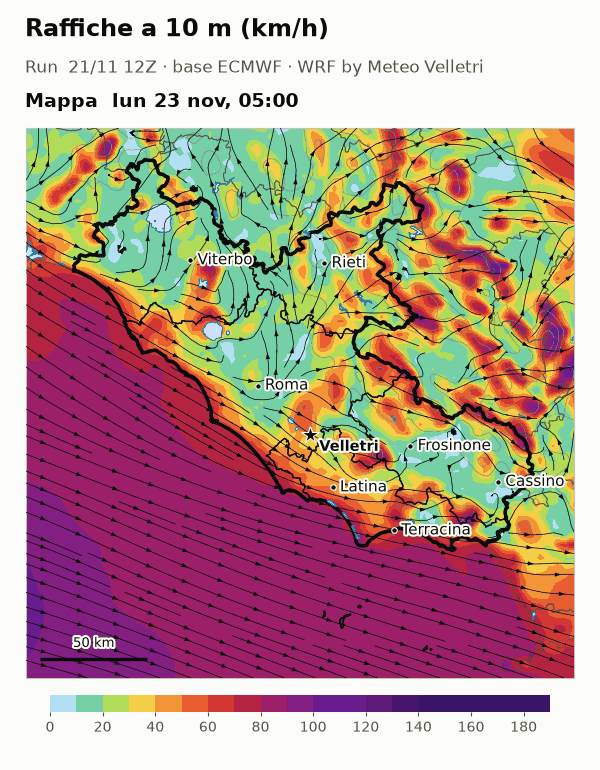 Raffiche a 10 m (km/h)
Run  21/11 12Z · base ECMWF · WRF by Meteo Velletri
Mappa  lun 23 nov, 05:00
Viterbo
Rieti
Roma
Velletri
Frosinone
Latina
Cassino
Terracina
50 km
0 20 40 60 80 100 120 140 160 180